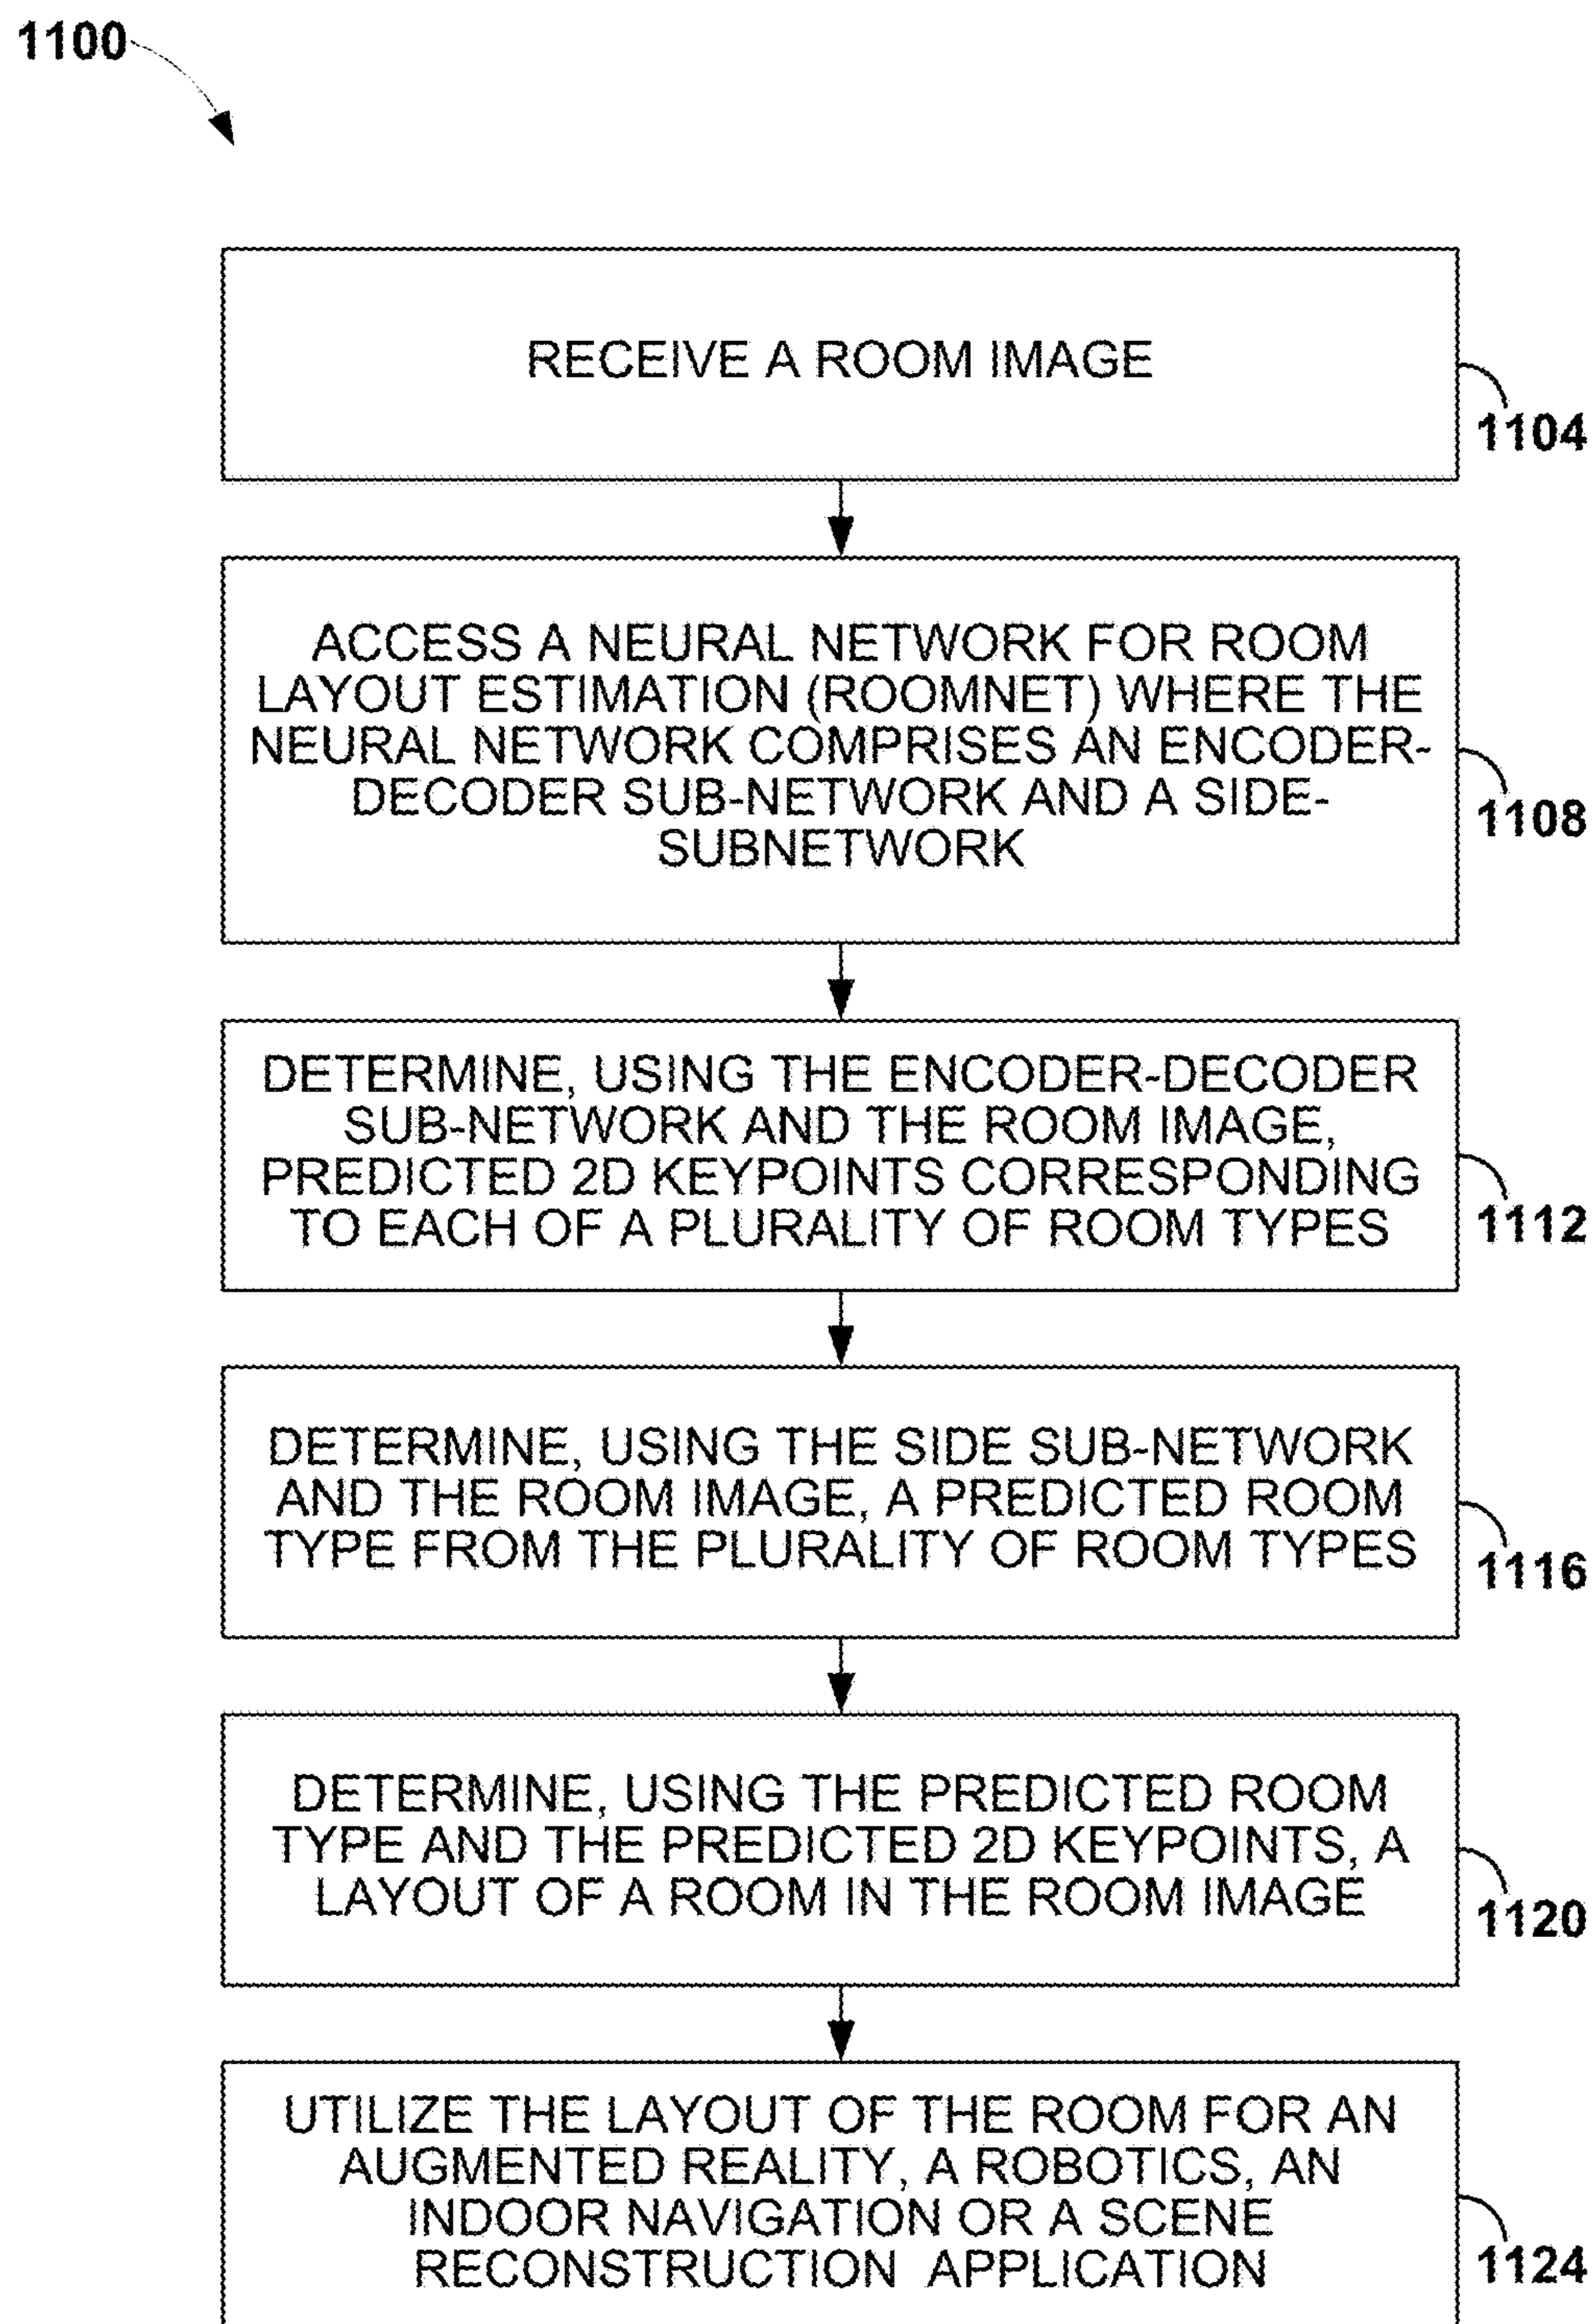 1100
RECEIVE A ROOM IMAGE
1104
ACCESS A NEURAL NETWORK FOR ROOM
LAYOUT ESTIMATION (ROOMNET) WHERE THE
NEURAL NETWORK COMPRISES AN ENCODER-
DECODER SUB-NETWORK AND A SIDE-
SUBNETWORK
1108
DETERMINE, USING THE ENCODER-DECODER
SUB-NETWORK AND THE ROOM IMAGE,
PREDICTED 2D KEYPOINTS CORRESPONDING
TO EACH OF A PLURALITY OF ROOM TYPES
1112
DETERMINE, USING THE SIDE SUB-NETWORK
AND THE ROOM IMAGE, A PREDICTED ROOM
TYPE FROM THE PLURALITY OF ROOM TYPES
1116
DETERMINE, USING THE PREDICTED ROOM
TYPE AND THE PREDICTED 2D KEYPOINTS, A
LAYOUT OF A ROOM IN THE ROOM IMAGE
1120
UTILIZE THE LAYOUT OF THE ROOM FOR AN
AUGMENTED REALITY, A ROBOTICS, AN
INDOOR NAVIGATION OR A SCENE
RECONSTRUCTION APPLICATION
1124